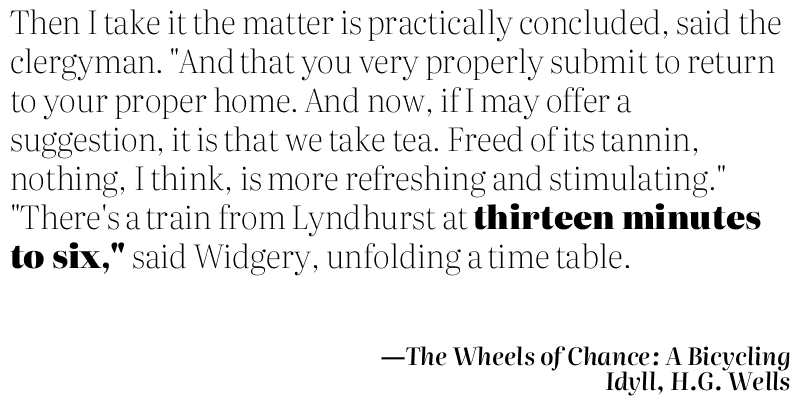 Then I take it the matter is practically concluded, said the
clergyman. "And that you very properly submit to return
to your proper home. And now, if I may offer a
suggestion, it is that we take tea. Freed of its tannin,
nothing, I think, is more refreshing and stimulating."
"There's a train from Lyndhurst at thirteen minutes
to six," said Widgery, unfolding a time table.
—The Wheels of Chance: A Bicycling
Idyll, H.G. Wells